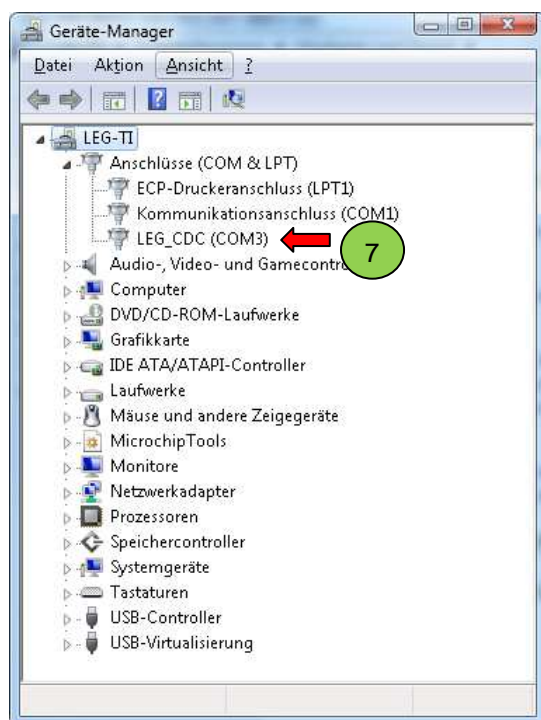 Geräte-Manager
Datei Aktion Ansicht ?
LEG-TI
Anschlüsse (COM & LPT)
ECP-Druckeranschluss (LPT1)
Kommunikationsanschluss (COM1)
LEG_CDC (COM3)
7
Audio-, Video- und Gamecontro
Computer
DVD/CD-ROM-Laufwerke
Grafikkarte
IDE ATA/ATAPI-Controller
Laufwerke
Mäuse und andere Zeigegeräte
MicrochipTools
Monitore
Netzwerkadapter
Prozessoren
Speichercontroller
Systemgeräte
Tastaturen
USB-Controller
USB-Virtualisierung